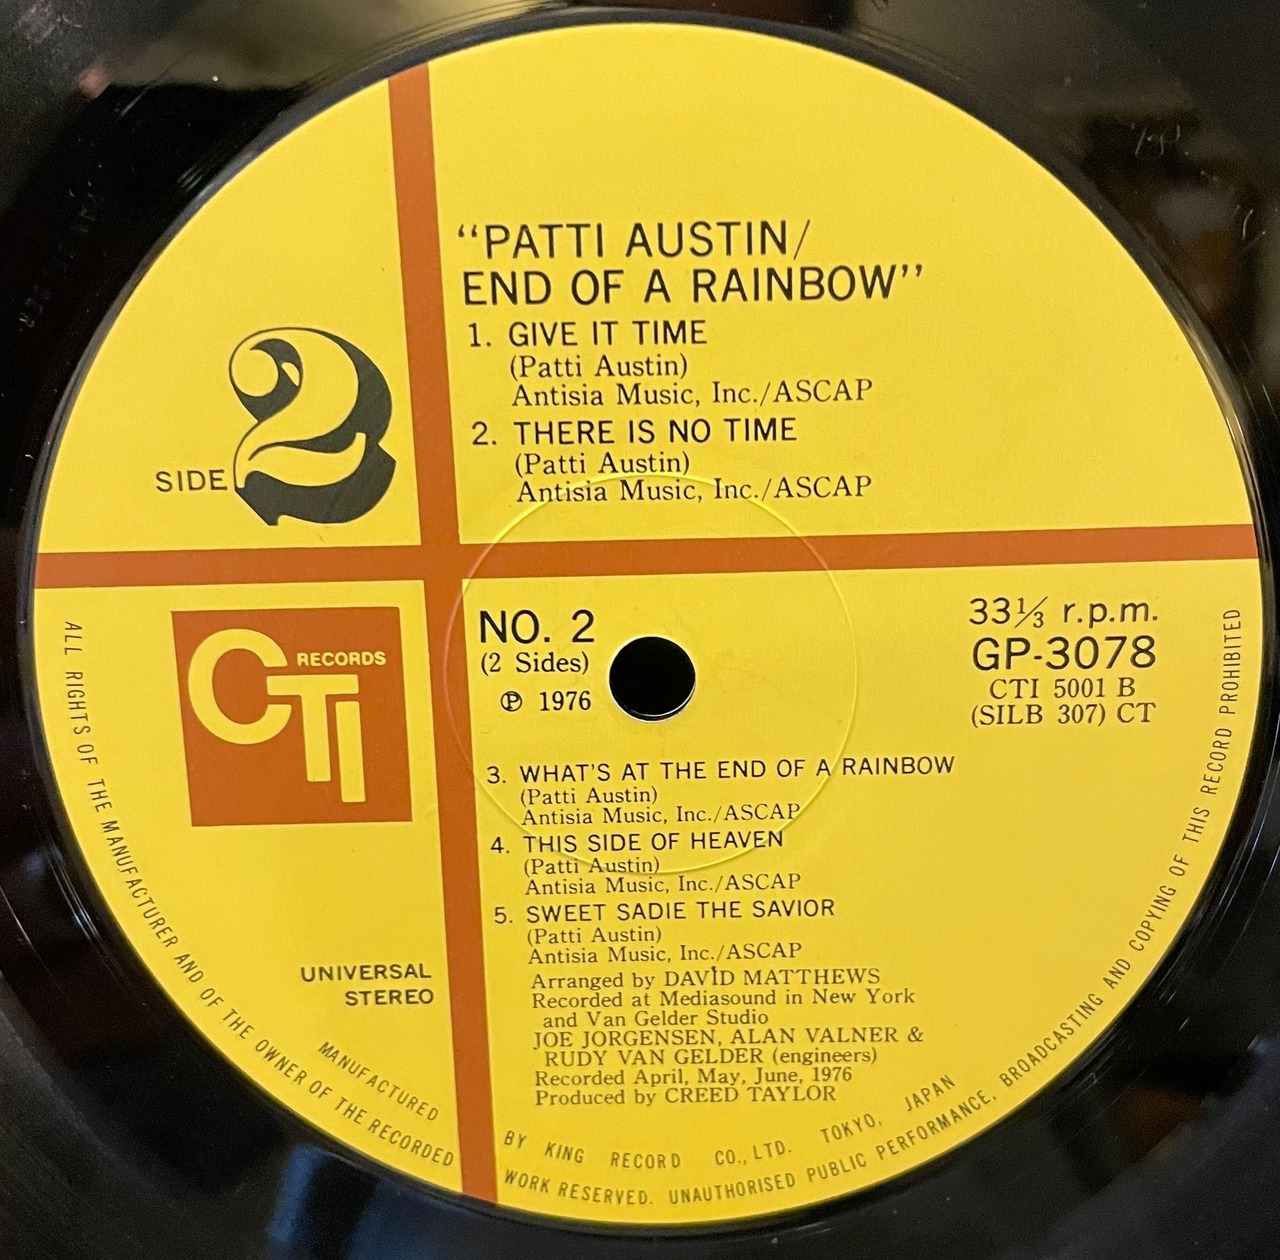 "PATTI AUSTIN/
END OF A RAINBOW"
1. GIVE IT TIME
(Patti Austin)
Antisia Music, Inc./ASCAP
2. THERE IS NO TIME
(Patti Austin)
Antisia Music, Inc./ASCAP
SIDE 2
CTI RECORDS
NO. 2
(2 Sides)
℗ 1976
33⅓ r.p.m.
GP-3078
CTI 5001 B
(SILB 307) CT
3. WHAT'S AT THE END OF A RAINBOW
(Patti Austin)
Antisia Music, Inc./ASCAP
4. THIS SIDE OF HEAVEN
(Patti Austin)
Antisia Music, Inc./ASCAP
5. SWEET SADIE THE SAVIOR
(Patti Austin)
Antisia Music, Inc./ASCAP
Arranged by DAVID MATTHEWS
Recorded at Mediasound in New York
and Van Gelder Studio
JOE JORGENSEN, ALAN VALNER &
RUDY VAN GELDER (engineers)
Recorded April, May, June, 1976
Produced by CREED TAYLOR
UNIVERSAL
STEREO
MANUFACTURED BY KING RECORD CO., LTD. TOKYO, JAPAN
ALL RIGHTS OF THE MANUFACTURER AND OF THE OWNER OF THE RECORDED WORK RESERVED. UNAUTHORISED PUBLIC PERFORMANCE, BROADCASTING AND COPYING OF THIS RECORD PROHIBITED